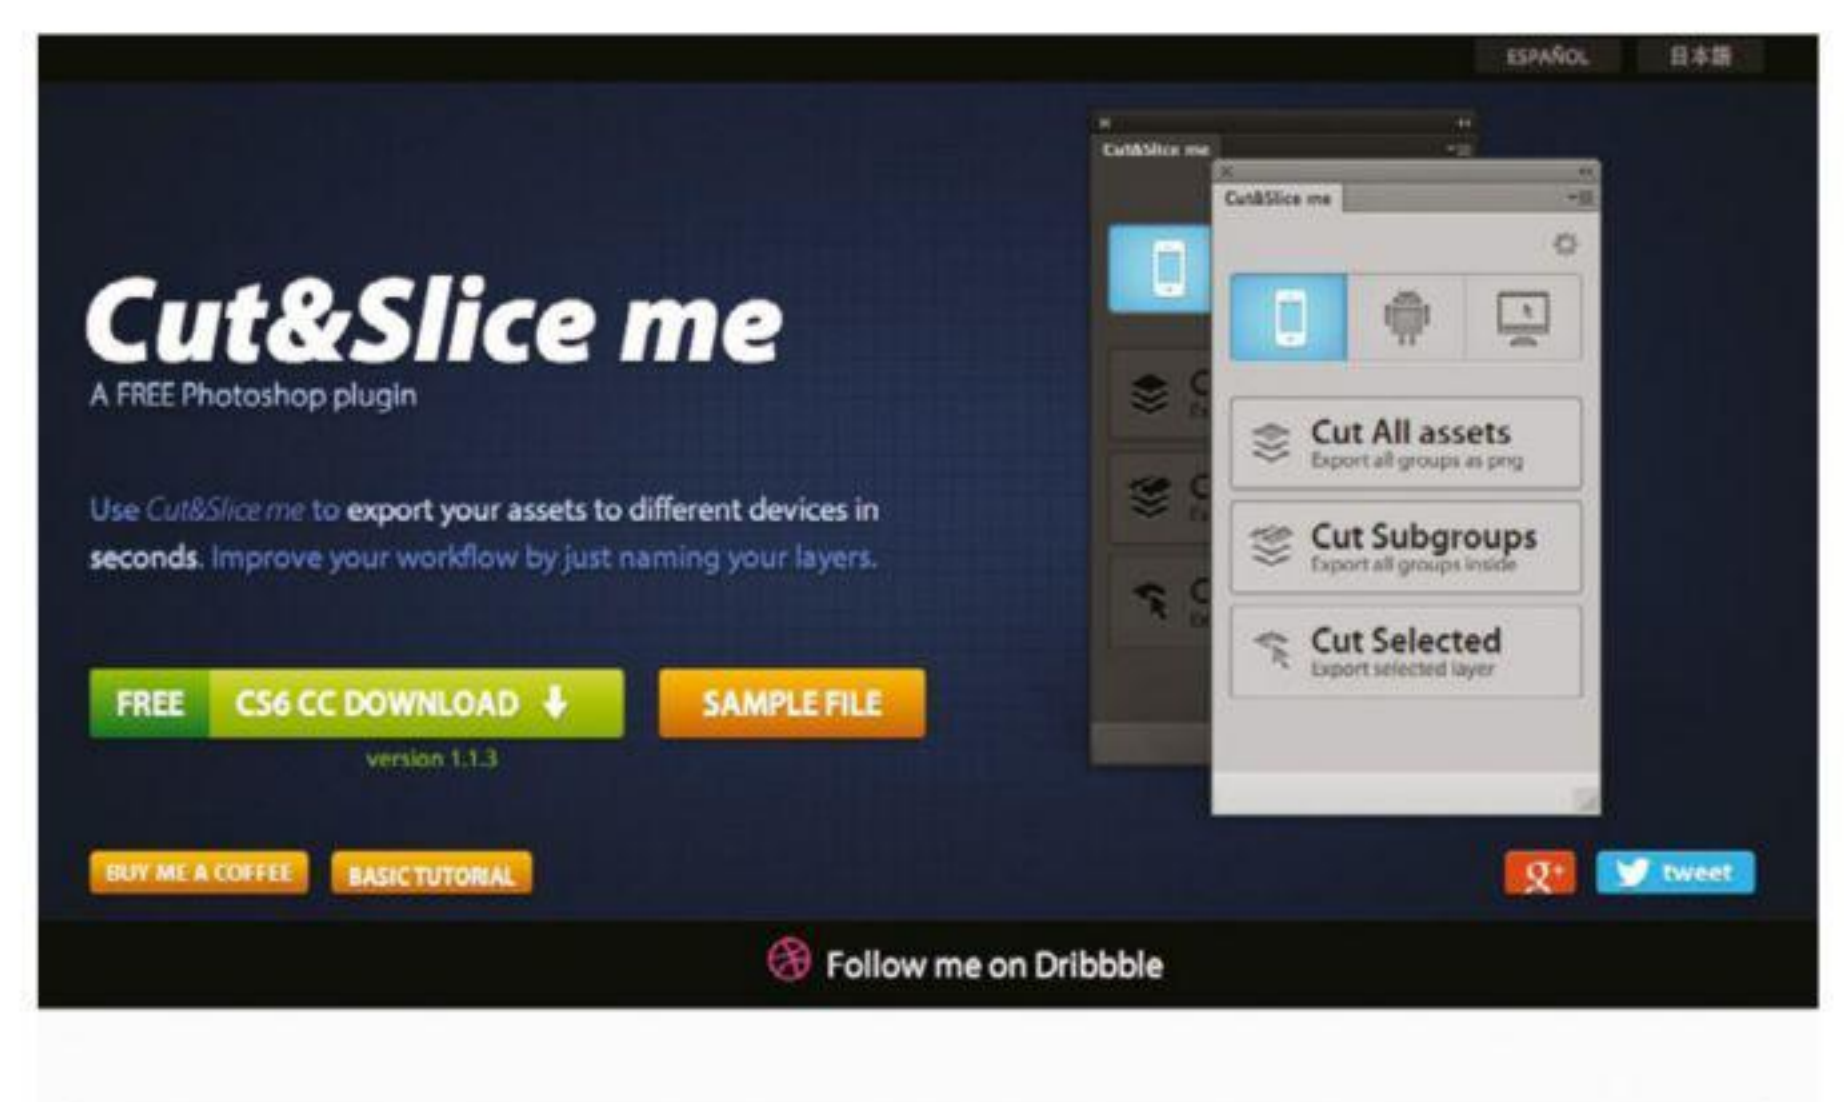 ESPAÑOL 日本語
Cut&Slice me
Cut&Slice me
Cut&Slice me
A FREE Photoshop plugin
Use Cut&Slice me to export your assets to different devices in
seconds. Improve your workflow by just naming your layers.
Cut All assets
Export all groups as png
Cut Subgroups
Export all groups inside
Cut Selected
Export selected layer
FREE CS6 CC DOWNLOAD
SAMPLE FILE
version 1.1.3
BUY ME A COFFEE
BASIC TUTORIAL
g+
tweet
Follow me on Dribbble